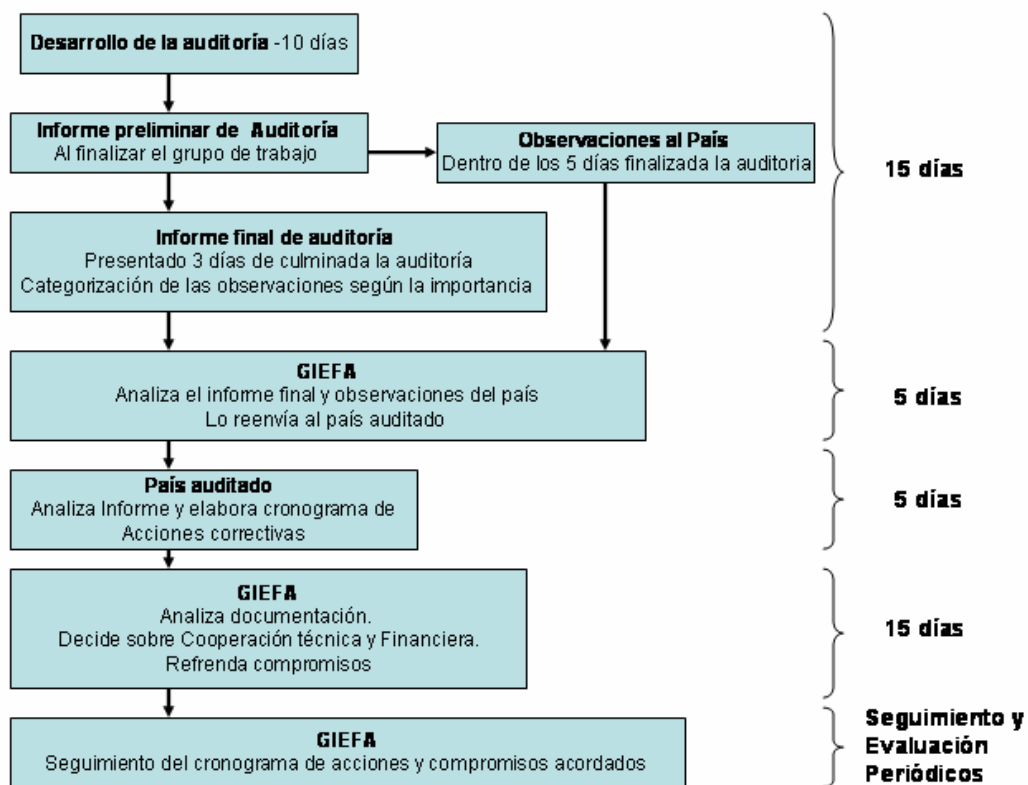 Desarrollo de la auditoría -10 días
Informe preliminar de Auditoría
Al finalizar el grupo de trabajo
Observaciones al País
Dentro de los 5 días finalizada la auditoria
15 días
Informe final de auditoría
Presentado 3 días de culminada la auditoría
Categorización de las observaciones según la importancia
GIEFA
Analiza el informe final y observaciones del país
Lo reenvía al país auditado
5 días
País auditado
Analiza Informe y elabora cronograma de
Acciones correctivas
5 días
GIEFA
Analiza documentación.
Decide sobre Cooperación técnica y Financiera.
Refrenda compromisos
15 días
GIEFA
Seguimiento del cronograma de acciones y compromisos acordados
Seguimiento y
Evaluación
Periódicos